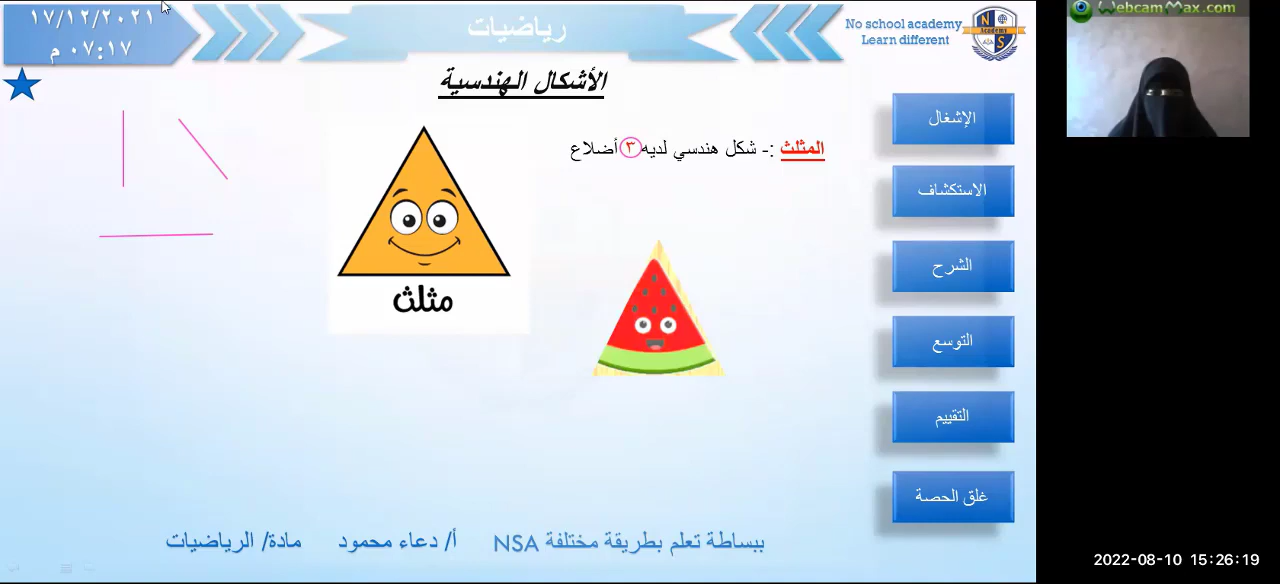 ١٧/١٢/٢٠٢١
٠٧:١٧ م
رياضيات
No school academy
Learn different
N
S
Academy
WebcamMax.com
الأشكال الهندسية
المثلث :- شكل هندسي لديه ٣ أضلاع
مثلث
الإشغال
الاستكشاف
الشرح
التوسع
التقييم
غلق الحصة
ببساطة تعلم بطريقة مختلفة NSA
أ/ دعاء محمود
مادة/ الرياضيات
2022-08-10 15:26:19